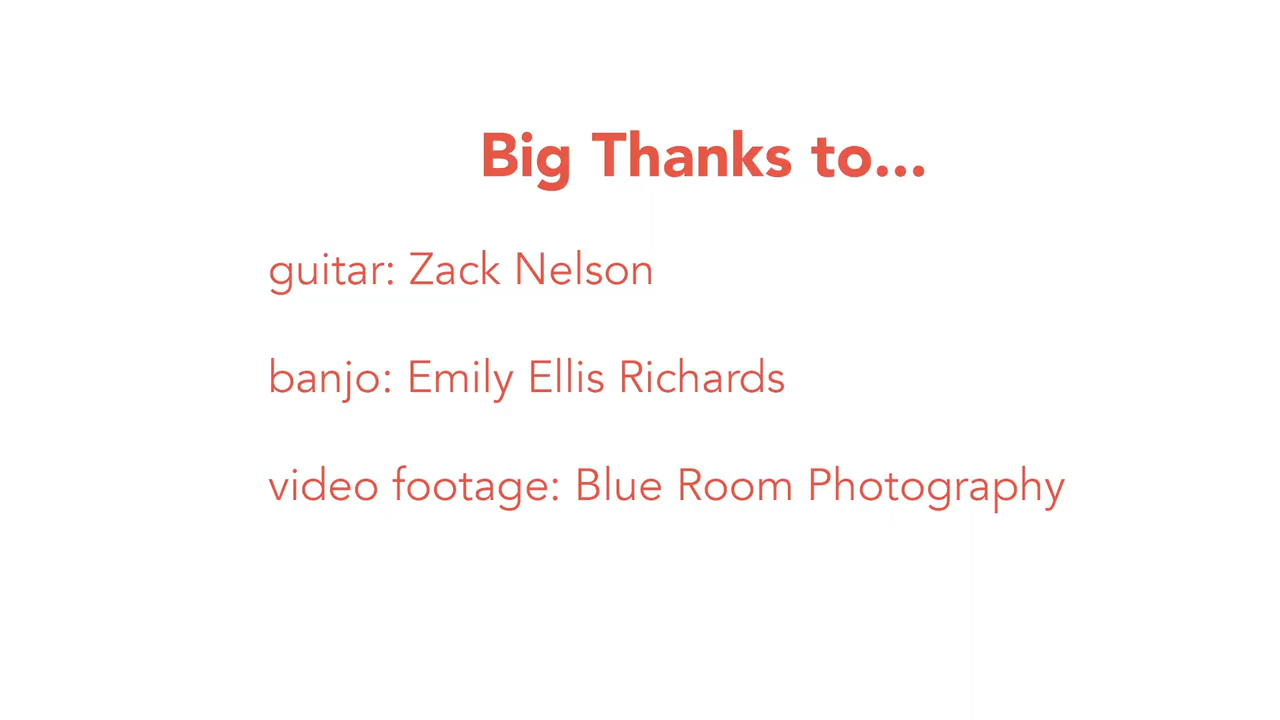 Big Thanks to...
guitar: Zack Nelson
banjo: Emily Ellis Richards
video footage: Blue Room Photography